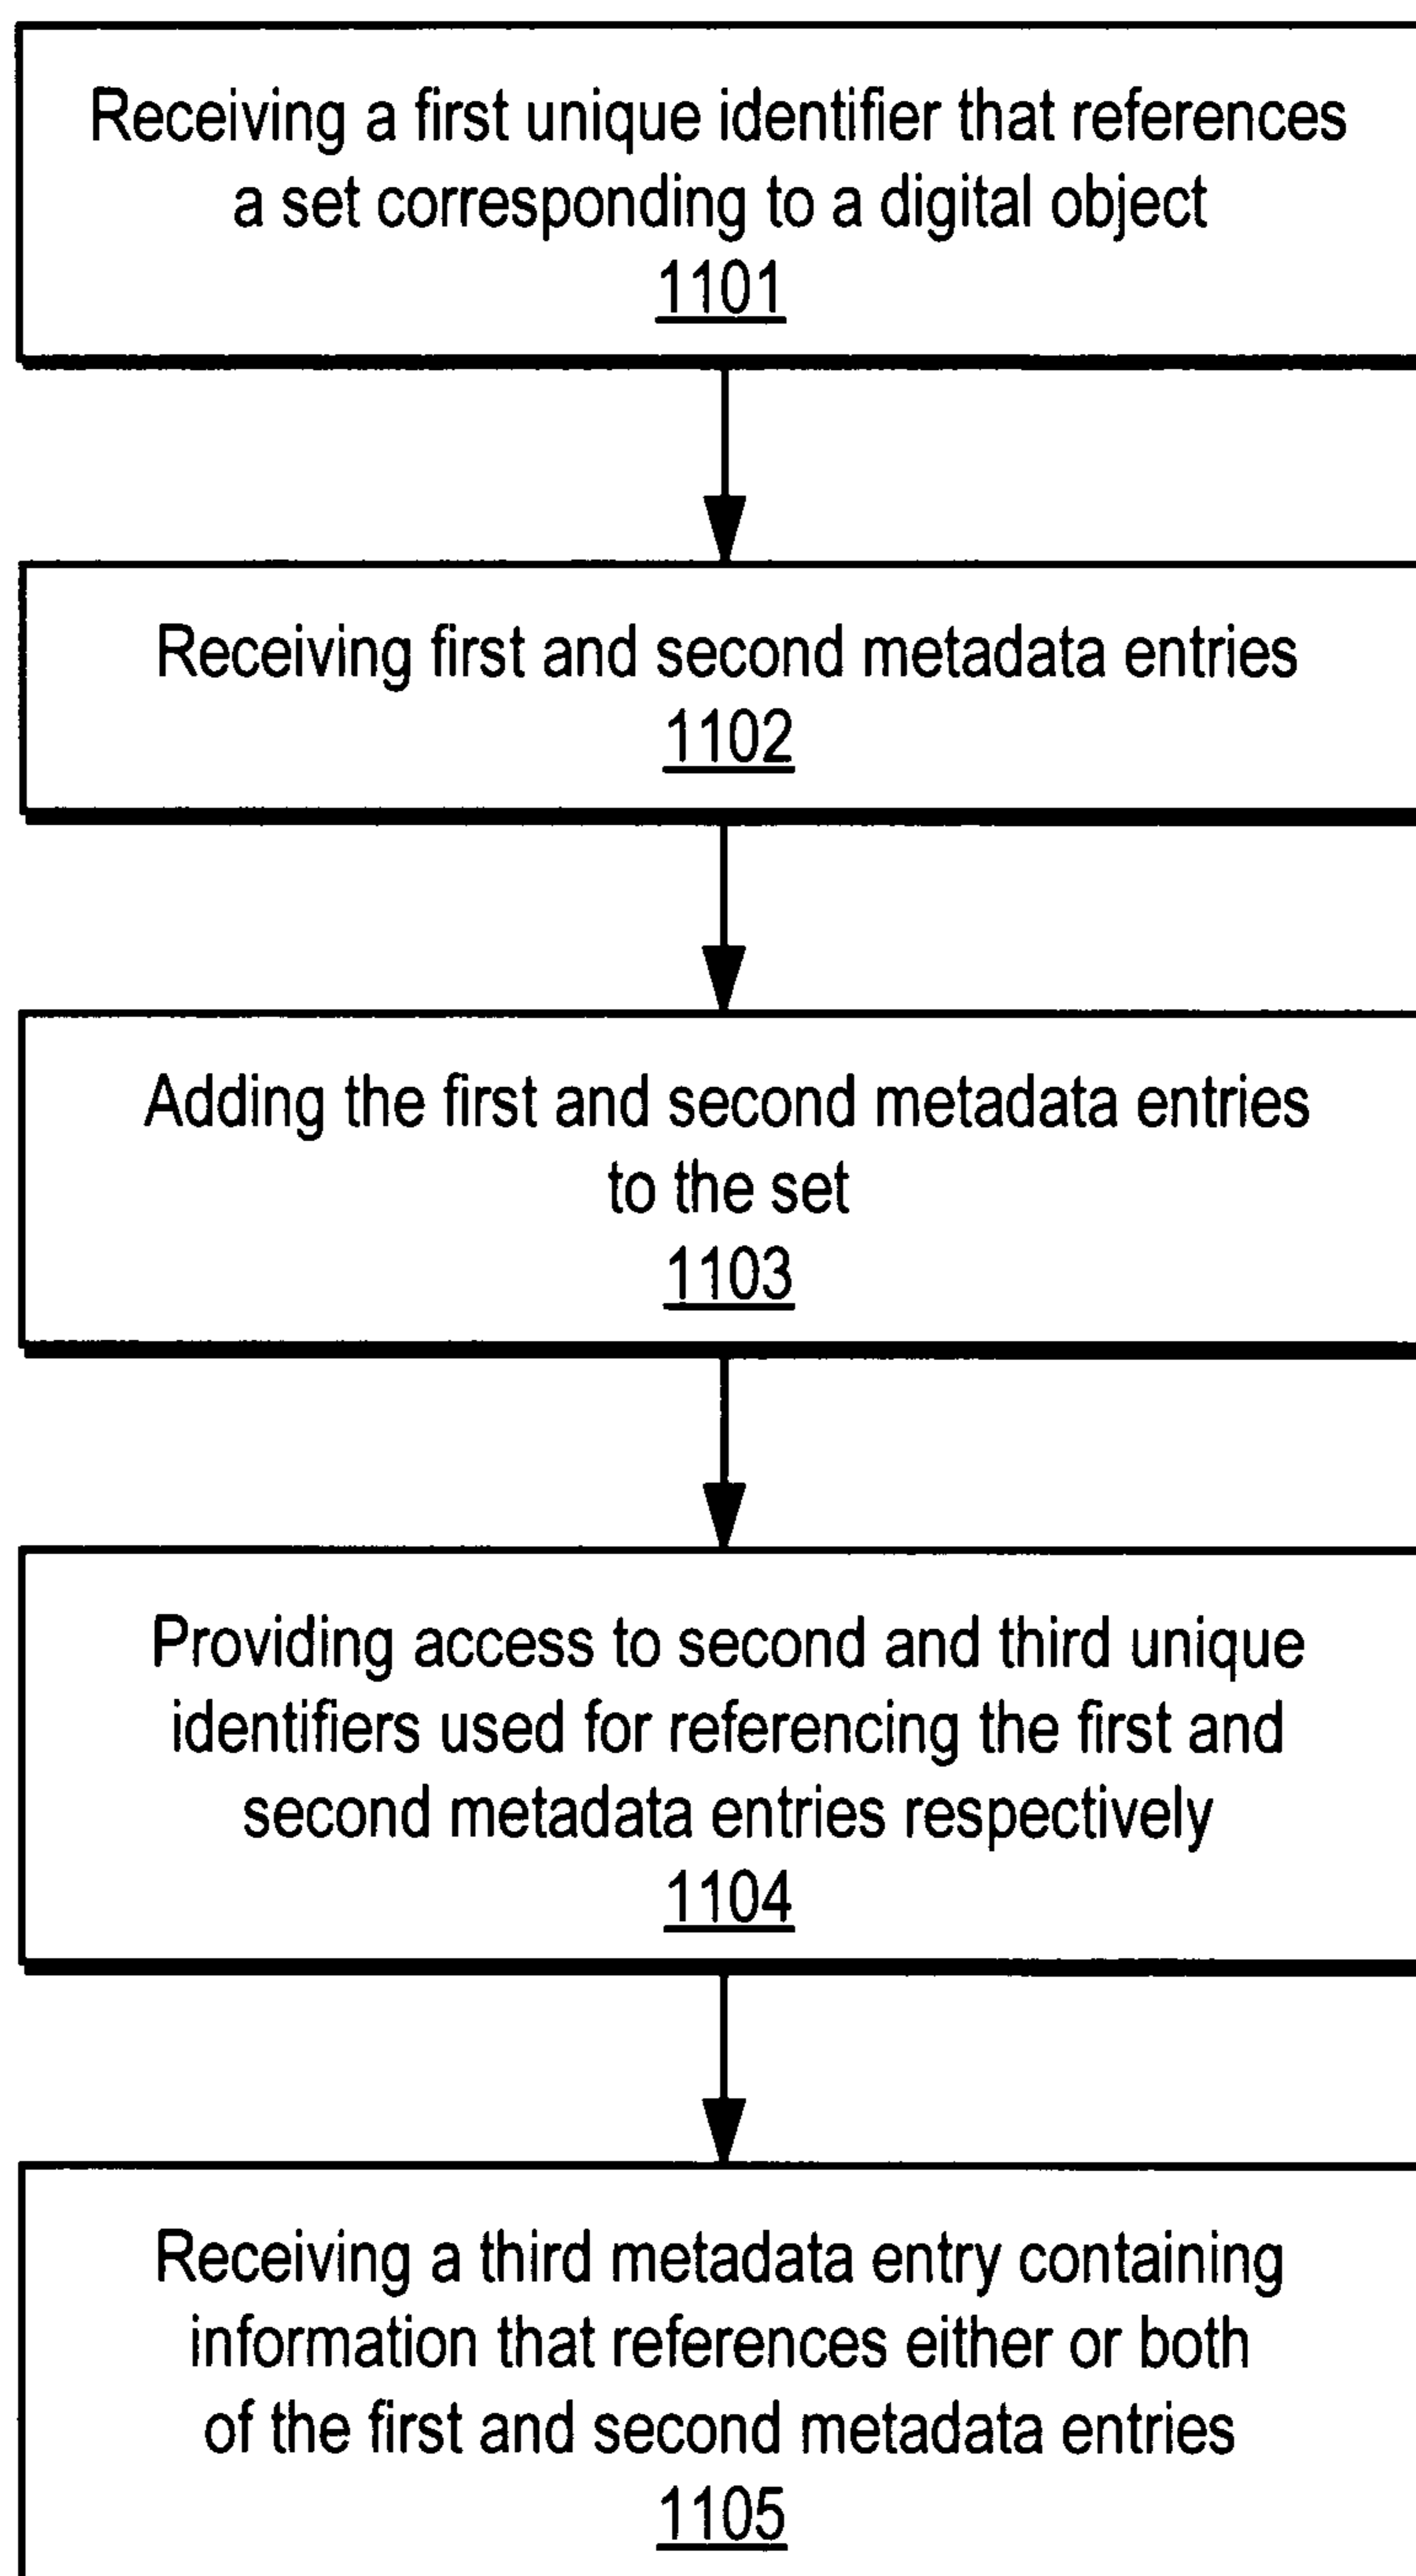 Receiving a first unique identifier that references
a set corresponding to a digital object
1101
Receiving first and second metadata entries
1102
Adding the first and second metadata entries
to the set
1103
Providing access to second and third unique
identifiers used for referencing the first and
second metadata entries respectively
1104
Receiving a third metadata entry containing
information that references either or both
of the first and second metadata entries
1105